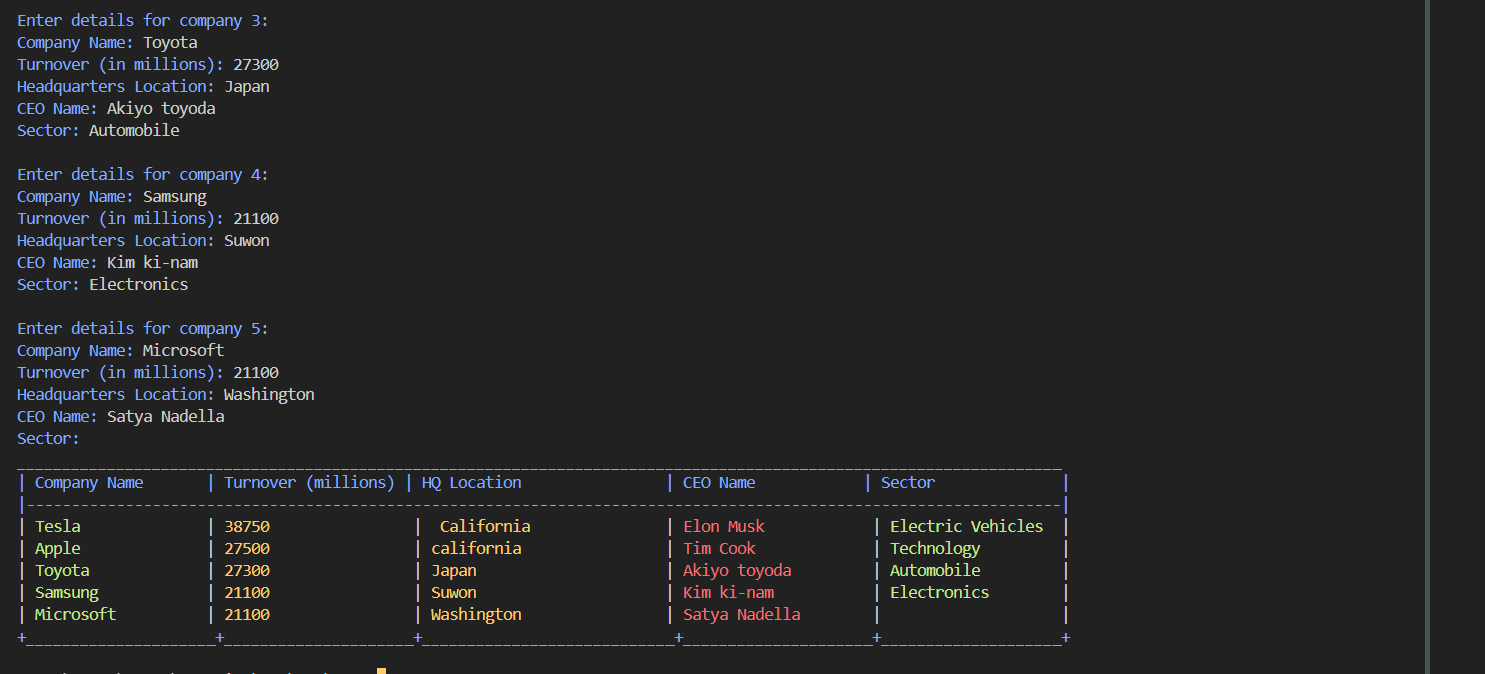 Enter details for company 3:
Company Name: Toyota
Turnover (in millions): 27300
Headquarters Location: Japan
CEO Name: Akiyo toyoda
Sector: Automobile
Enter details for company 4:
Company Name: Samsung
Turnover (in millions): 21100
Headquarters Location: Suwon
CEO Name: Kim ki-nam
Sector: Electronics
Enter details for company 5:
Company Name: Microsoft
Turnover (in millions): 21100
Headquarters Location: Washington
CEO Name: Satya Nadella
Sector:
| Company Name | Turnover (millions) | HQ Location | CEO Name | Sector |
| Tesla | 38750 | California | Elon Musk | Electric Vehicles |
| Apple | 27500 | california | Tim Cook | Technology |
| Toyota | 27300 | Japan | Akiyo toyoda | Automobile |
| Samsung | 21100 | Suwon | Kim ki-nam | Electronics |
| Microsoft | 21100 | Washington | Satya Nadella | |